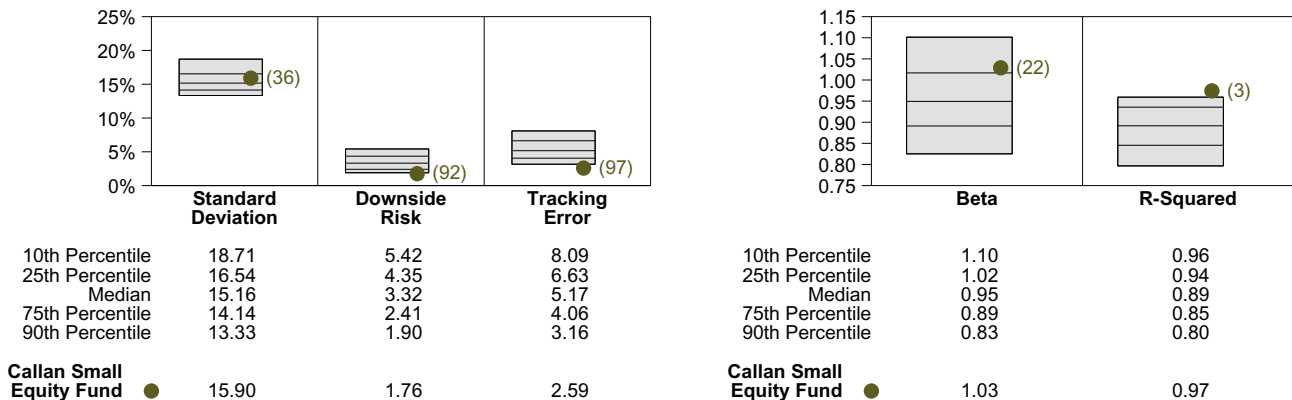 25%
20%
15%
10%
5%
0%
(36)
(92)
(97)
Standard
Deviation
Downside
Risk
Tracking
Error
10th Percentile 18.71 5.42 8.09
25th Percentile 16.54 4.35 6.63
Median 15.16 3.32 5.17
75th Percentile 14.14 2.41 4.06
90th Percentile 13.33 1.90 3.16
Callan Small
Equity Fund 15.90 1.76 2.59
1.15
1.10
1.05
1.00
0.95
0.90
0.85
0.80
0.75
(22)
(3)
Beta R-Squared
10th Percentile 1.10 0.96
25th Percentile 1.02 0.94
Median 0.95 0.89
75th Percentile 0.89 0.85
90th Percentile 0.83 0.80
Callan Small
Equity Fund 1.03 0.97